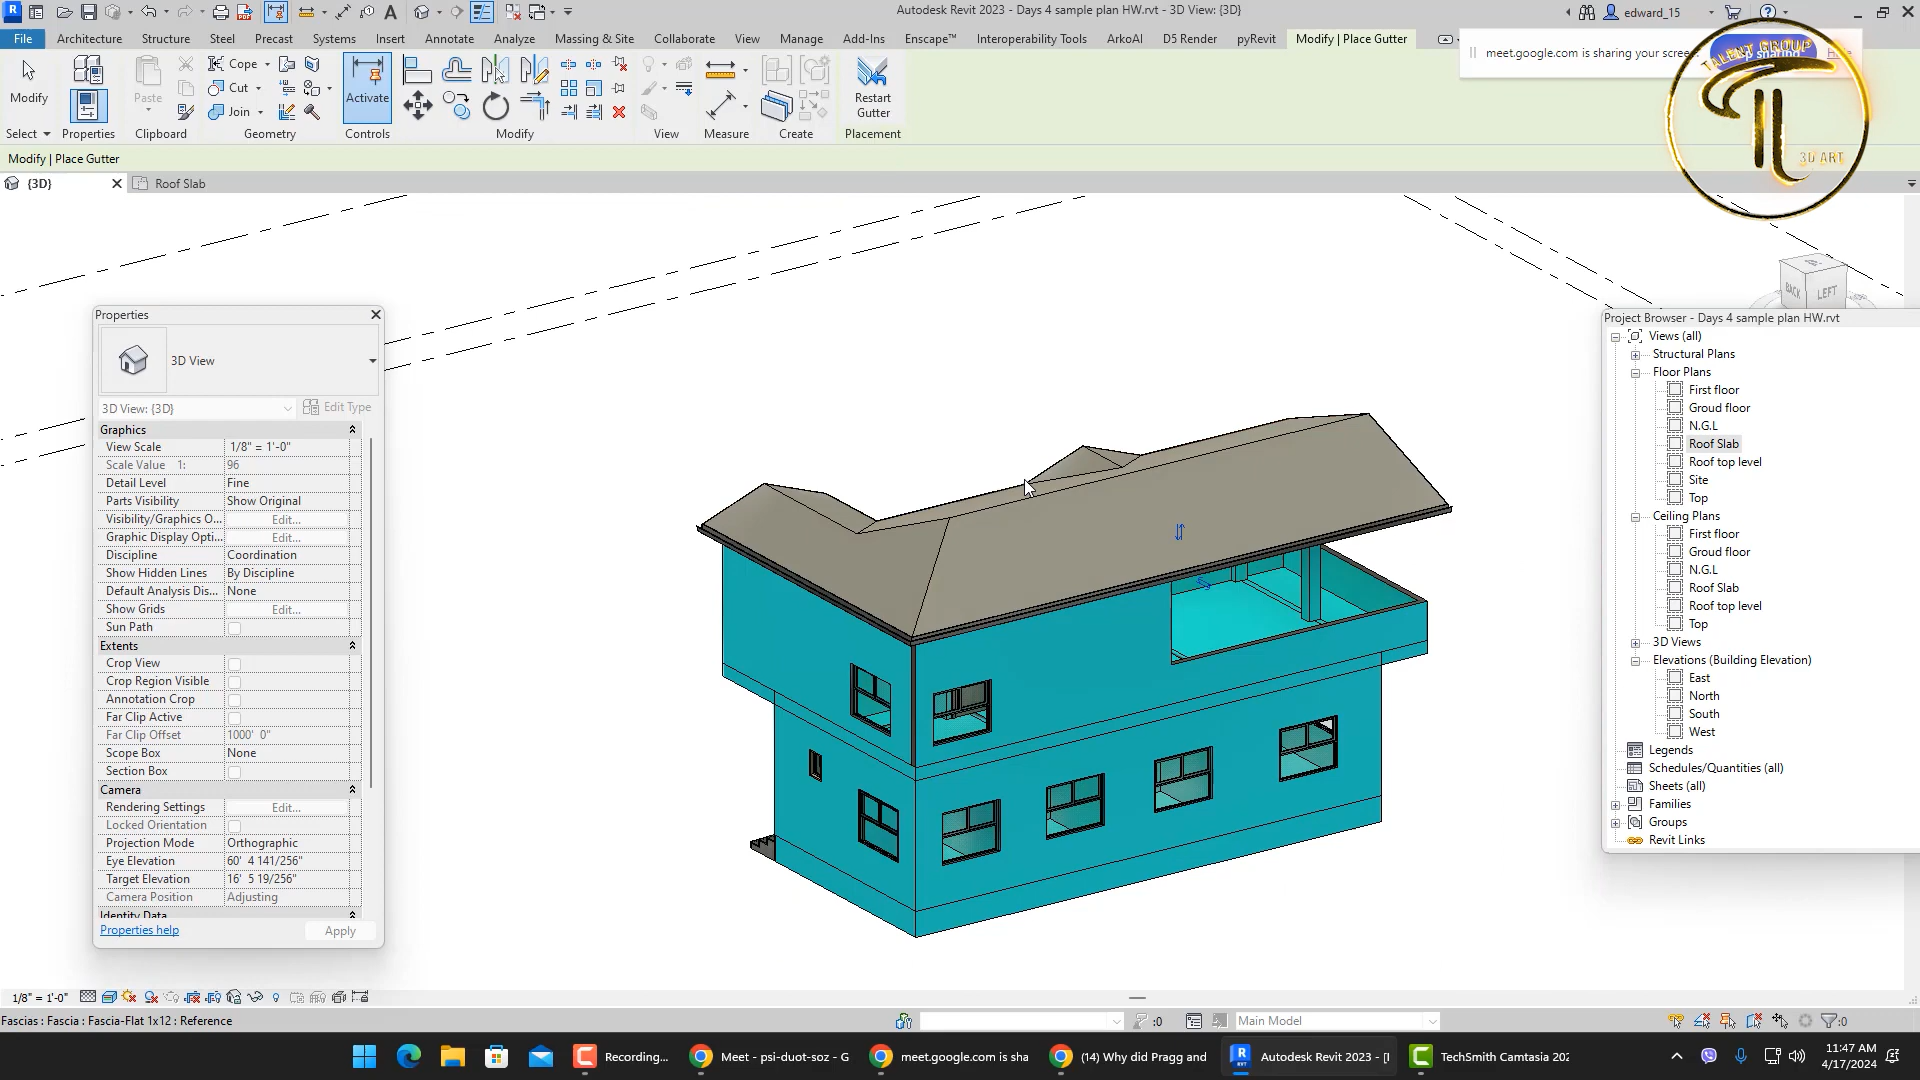 Autodesk Revit 2023 - Days 4 sample plan HW.rvt - 3D View: {3D}
edward_15
File Architecture Structure Steel Precast Systems Insert Annotate Analyze Massing & Site Collaborate View Manage Add-Ins Enscape™ Interoperability Tools ArkoAI D5 Render pyRevit Modify | Place Gutter
meet.google.com is sharing your screen.
TALENT GROUP
3D ART
Modify
Paste
Cope
Cut
Join
Activate
Restart
Gutter
Select Properties Clipboard Geometry Controls Modify View Measure Create Placement
Modify | Place Gutter
{3D} Roof Slab
BACK LEFT
Properties
3D View
3D View: {3D} Edit Type
Graphics
View Scale 1/8" = 1'-0"
Scale Value 1: 96
Detail Level Fine
Parts Visibility Show Original
Visibility/Graphics O... Edit...
Graphic Display Opti... Edit...
Discipline Coordination
Show Hidden Lines By Discipline
Default Analysis Dis... None
Show Grids Edit...
Sun Path
Extents
Crop View
Crop Region Visible
Annotation Crop
Far Clip Active
Far Clip Offset 1000' 0"
Scope Box None
Section Box
Camera
Rendering Settings Edit...
Locked Orientation
Projection Mode Orthographic
Eye Elevation 60' 4 141/256"
Target Elevation 16' 5 19/256"
Camera Position Adjusting
Identity Data
Properties help Apply
Project Browser - Days 4 sample plan HW.rvt
Views (all)
Structural Plans
Floor Plans
First floor
Groud floor
N.G.L
Roof Slab
Roof top level
Site
Top
Ceiling Plans
First floor
Groud floor
N.G.L
Roof Slab
Roof top level
Top
3D Views
Elevations (Building Elevation)
East
North
South
West
Legends
Schedules/Quantities (all)
Sheets (all)
Families
Groups
Revit Links
1/8" = 1'-0"
Fascias : Fascia : Fascia-Flat 1x12 : Reference
:0
Main Model
:0
Recording...
Meet - psi-duot-soz - G
meet.google.com is sha
(14) Why did Pragg and
Autodesk Revit 2023 - [
TechSmith Camtasia 202
11:47 AM
4/17/2024